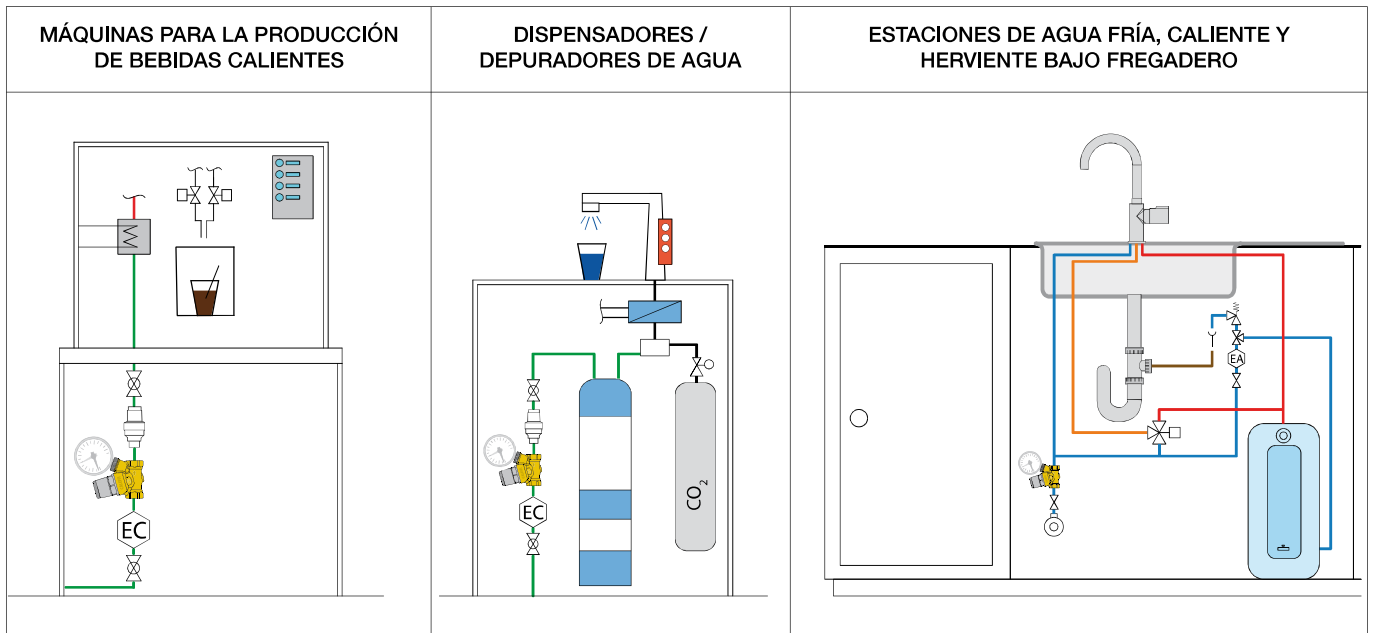 MÁQUINAS PARA LA PRODUCCIÓN
DE BEBIDAS CALIENTES
DISPENSADORES /
DEPURADORES DE AGUA
ESTACIONES DE AGUA FRÍA, CALIENTE Y
HERVIENTE BAJO FREGADERO
EC
EC
CO2
EA